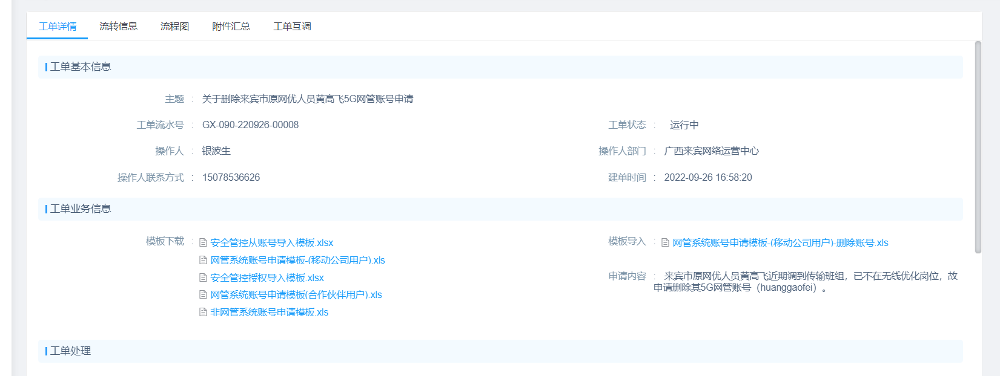 工单详情 流转信息 流程图 附件汇总 工单互调
工单基本信息
主题 : 关于删除来宾市原网优人员黄高飞5G网管账号申请
工单流水号 : GX-090-220926-00008 工单状态 : 运行中
操作人 : 银波生 操作人部门 : 广西来宾网络运营中心
操作人联系方式 : 15078536626 建单时间 : 2022-09-26 16:58:20
工单业务信息
模板下载 : 安全管控从账号导入模板.xlsx 模板导入 : 网管系统账号申请模板-(移动公司用户)-删除账号.xls
网管系统账号申请模板-(移动公司用户).xls
安全管控授权导入模板.xlsx 申请内容 : 来宾市原网优人员黄高飞近期调到传输班组，已不在无线优化岗位，故
申请删除其5G网管账号（huanggaofei）。
网管系统账号申请模板(合作伙伴用户).xls
非网管系统账号申请模板.xls
工单处理